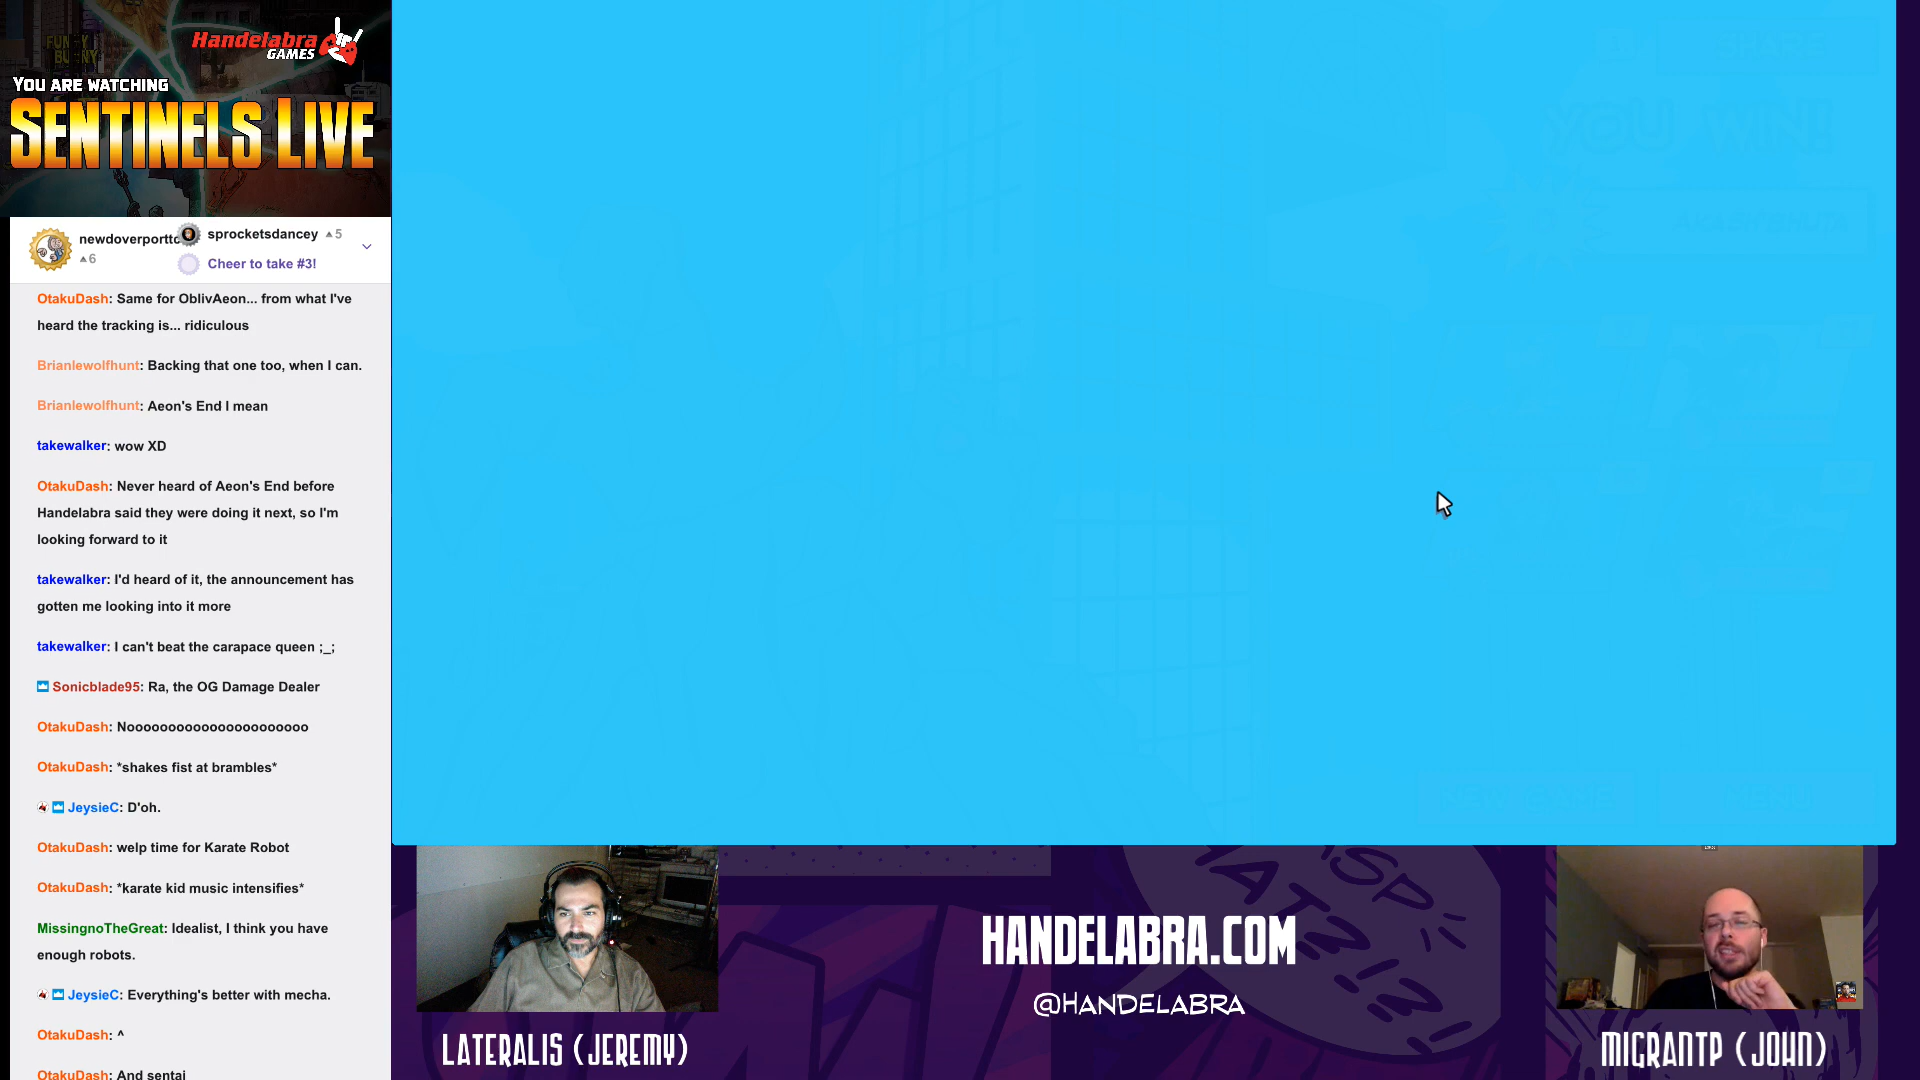 FUNKY
BUNNY
Handelabra
GAMES
YOU ARE WATCHING
SENTINELS LIVE
newdoverportto
6
sprocketsdancey 5
Cheer to take #3!
OtakuDash: Same for OblivAeon... from what I've
heard the tracking is... ridiculous
Brianlewolfhunt: Backing that one too, when I can.
Brianlewolfhunt: Aeon's End I mean
takewalker: wow XD
OtakuDash: Never heard of Aeon's End before
Handelabra said they were doing it next, so I'm
looking forward to it
takewalker: I'd heard of it, the announcement has
gotten me looking into it more
takewalker: I can't beat the carapace queen ;_;
Sonicblade95: Ra, the OG Damage Dealer
OtakuDash: Nooooooooooooooooooooooo
OtakuDash: *shakes fist at brambles*
JeysieC: D'oh.
OtakuDash: welp time for Karate Robot
OtakuDash: *karate kid music intensifies*
MissingnoTheGreat: Idealist, I think you have
enough robots.
JeysieC: Everything's better with mecha.
OtakuDash: ^
OtakuDash: And sentai
YOU WIN!
HANDELABRA.COM
@HANDELABRA
LATERALIS (JEREMY)
MIGRANTP (JOHN)